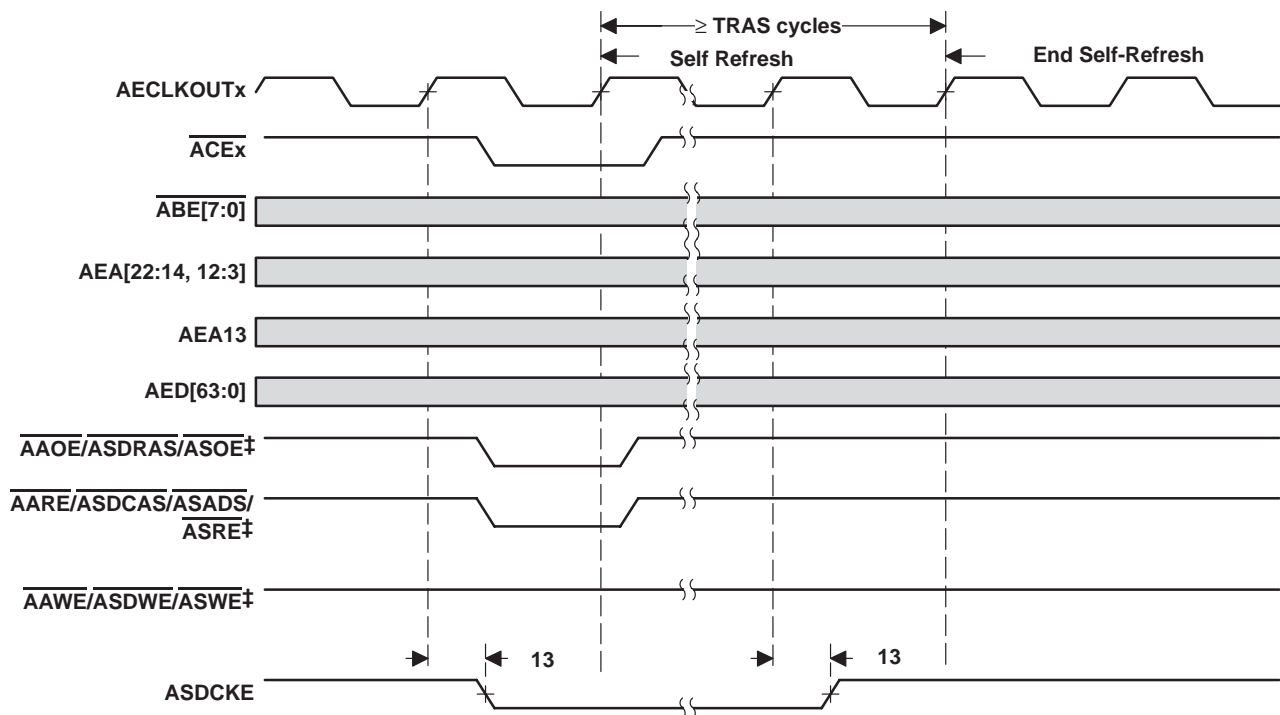 ≥ TRAS cycles
Self Refresh
End Self-Refresh
AECLKOUTx
ACEx
ABE[7:0]
AEA[22:14, 12:3]
AEA13
AED[63:0]
AAOE/ASDRAS/ASOE‡
AARE/ASDCAS/ASADS/
ASRE‡
AAWE/ASDWE/ASWE‡
13
13
ASDCKE